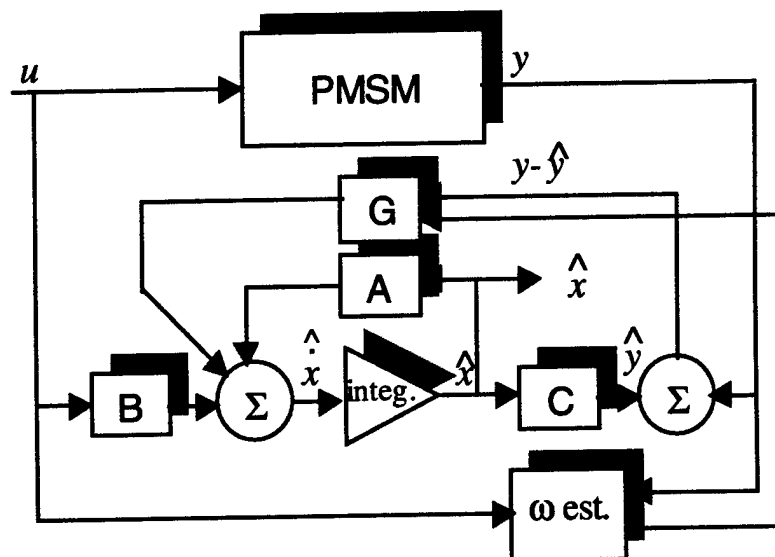 u
PMSM
y
y-ŷ
G
A
x̂
B
Σ
ẋ̂
integ.
x̂
C
ŷ
Σ
ω est.